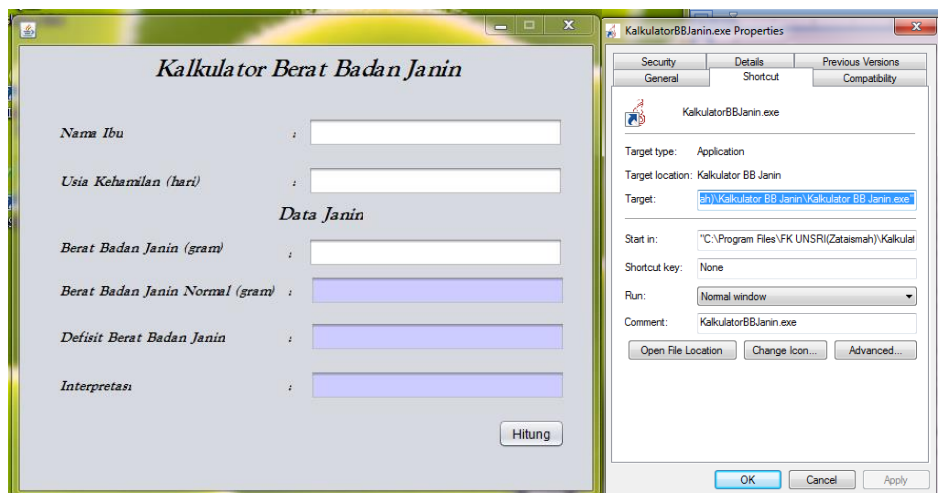 Kalkulator Berat Badan Janin
Nama Ibu :
Usia Kehamilan (hari) :
Data Janin
Berat Badan Janin (gram) :
Berat Badan Janin Normal (gram) :
Defisit Berat Badan Janin :
Interpretasi :
Hitung
KalkulatorBBJanin.exe Properties
Security Details Previous Versions
General Shortcut Compatibility
KalkulatorBBJanin.exe
Target type: Application
Target location: Kalkulator BB Janin
Target: ah)\Kalkulator BB Janin\Kalkulator BB Janin.exe"
Start in: "C:\Program Files\FK UNSRI(Zataismah)\Kalkulat
Shortcut key: None
Run: Normal window
Comment: KalkulatorBBJanin.exe
Open File Location Change Icon... Advanced...
OK Cancel Apply